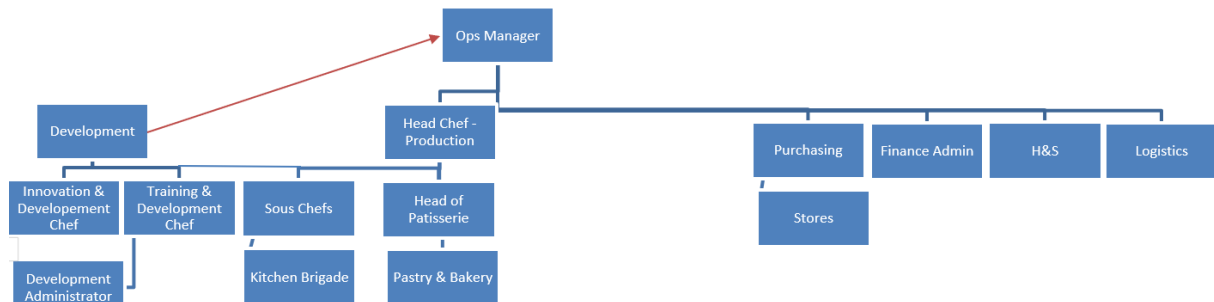 Ops Manager
Development
Head Chef -
Production
Purchasing
Finance Admin
H&S
Logistics
Innovation &
Developement
Chef
Training &
Development
Chef
Sous Chefs
Head of
Patisserie
Stores
Development
Administrator
Kitchen Brigade
Pastry & Bakery